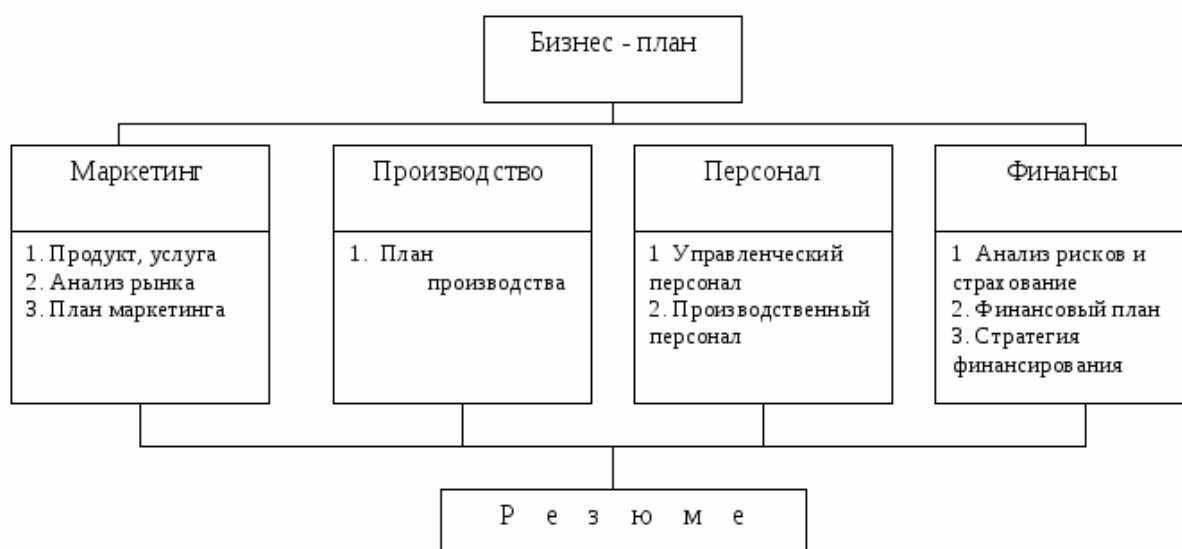 Бизнес - план
Маркетинг
1. Продукт, услуга
2. Анализ рынка
3. План маркетинга
Производство
1. План
производства
Персонал
1 Управленческий
персонал
2. Производственный
персонал
Финансы
1 Анализ рисков и
страхование
2. Финансовый план
3. Стратегия
финансирования
Р е з ю м е